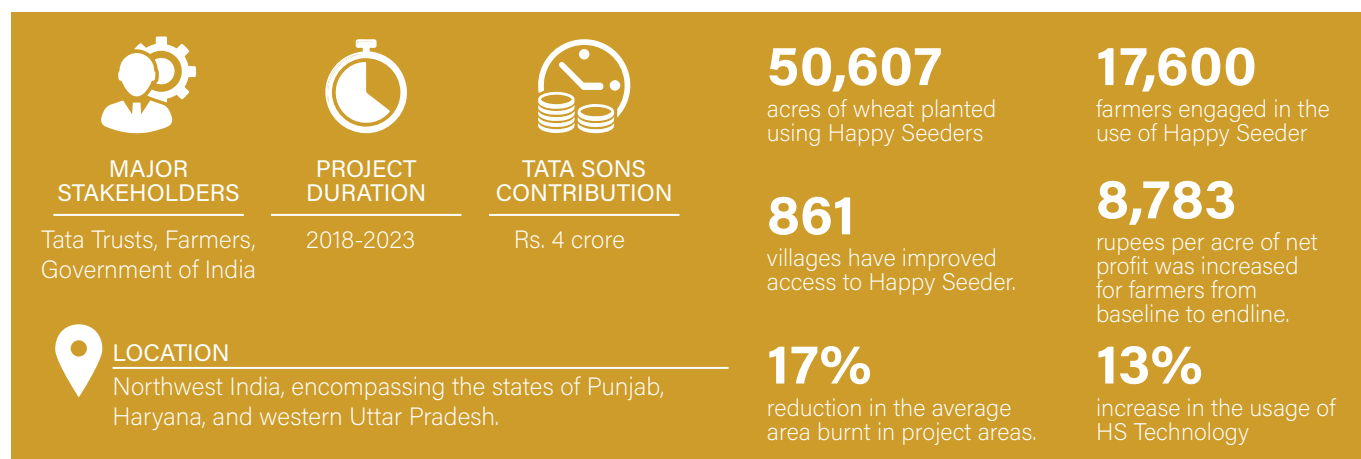 MAJOR
STAKEHOLDERS
Tata Trusts, Farmers,
Government of India
PROJECT
DURATION
2018-2023
TATA SONS
CONTRIBUTION
Rs. 4 crore
LOCATION
Northwest India, encompassing the states of Punjab,
Haryana, and western Uttar Pradesh.
50,607
acres of wheat planted
using Happy Seeders
17,600
farmers engaged in the
use of Happy Seeder
861
villages have improved
access to Happy Seeder.
8,783
rupees per acre of net
profit was increased
for farmers from
baseline to endline.
17%
reduction in the average
area burnt in project areas.
13%
increase in the usage of
HS Technology